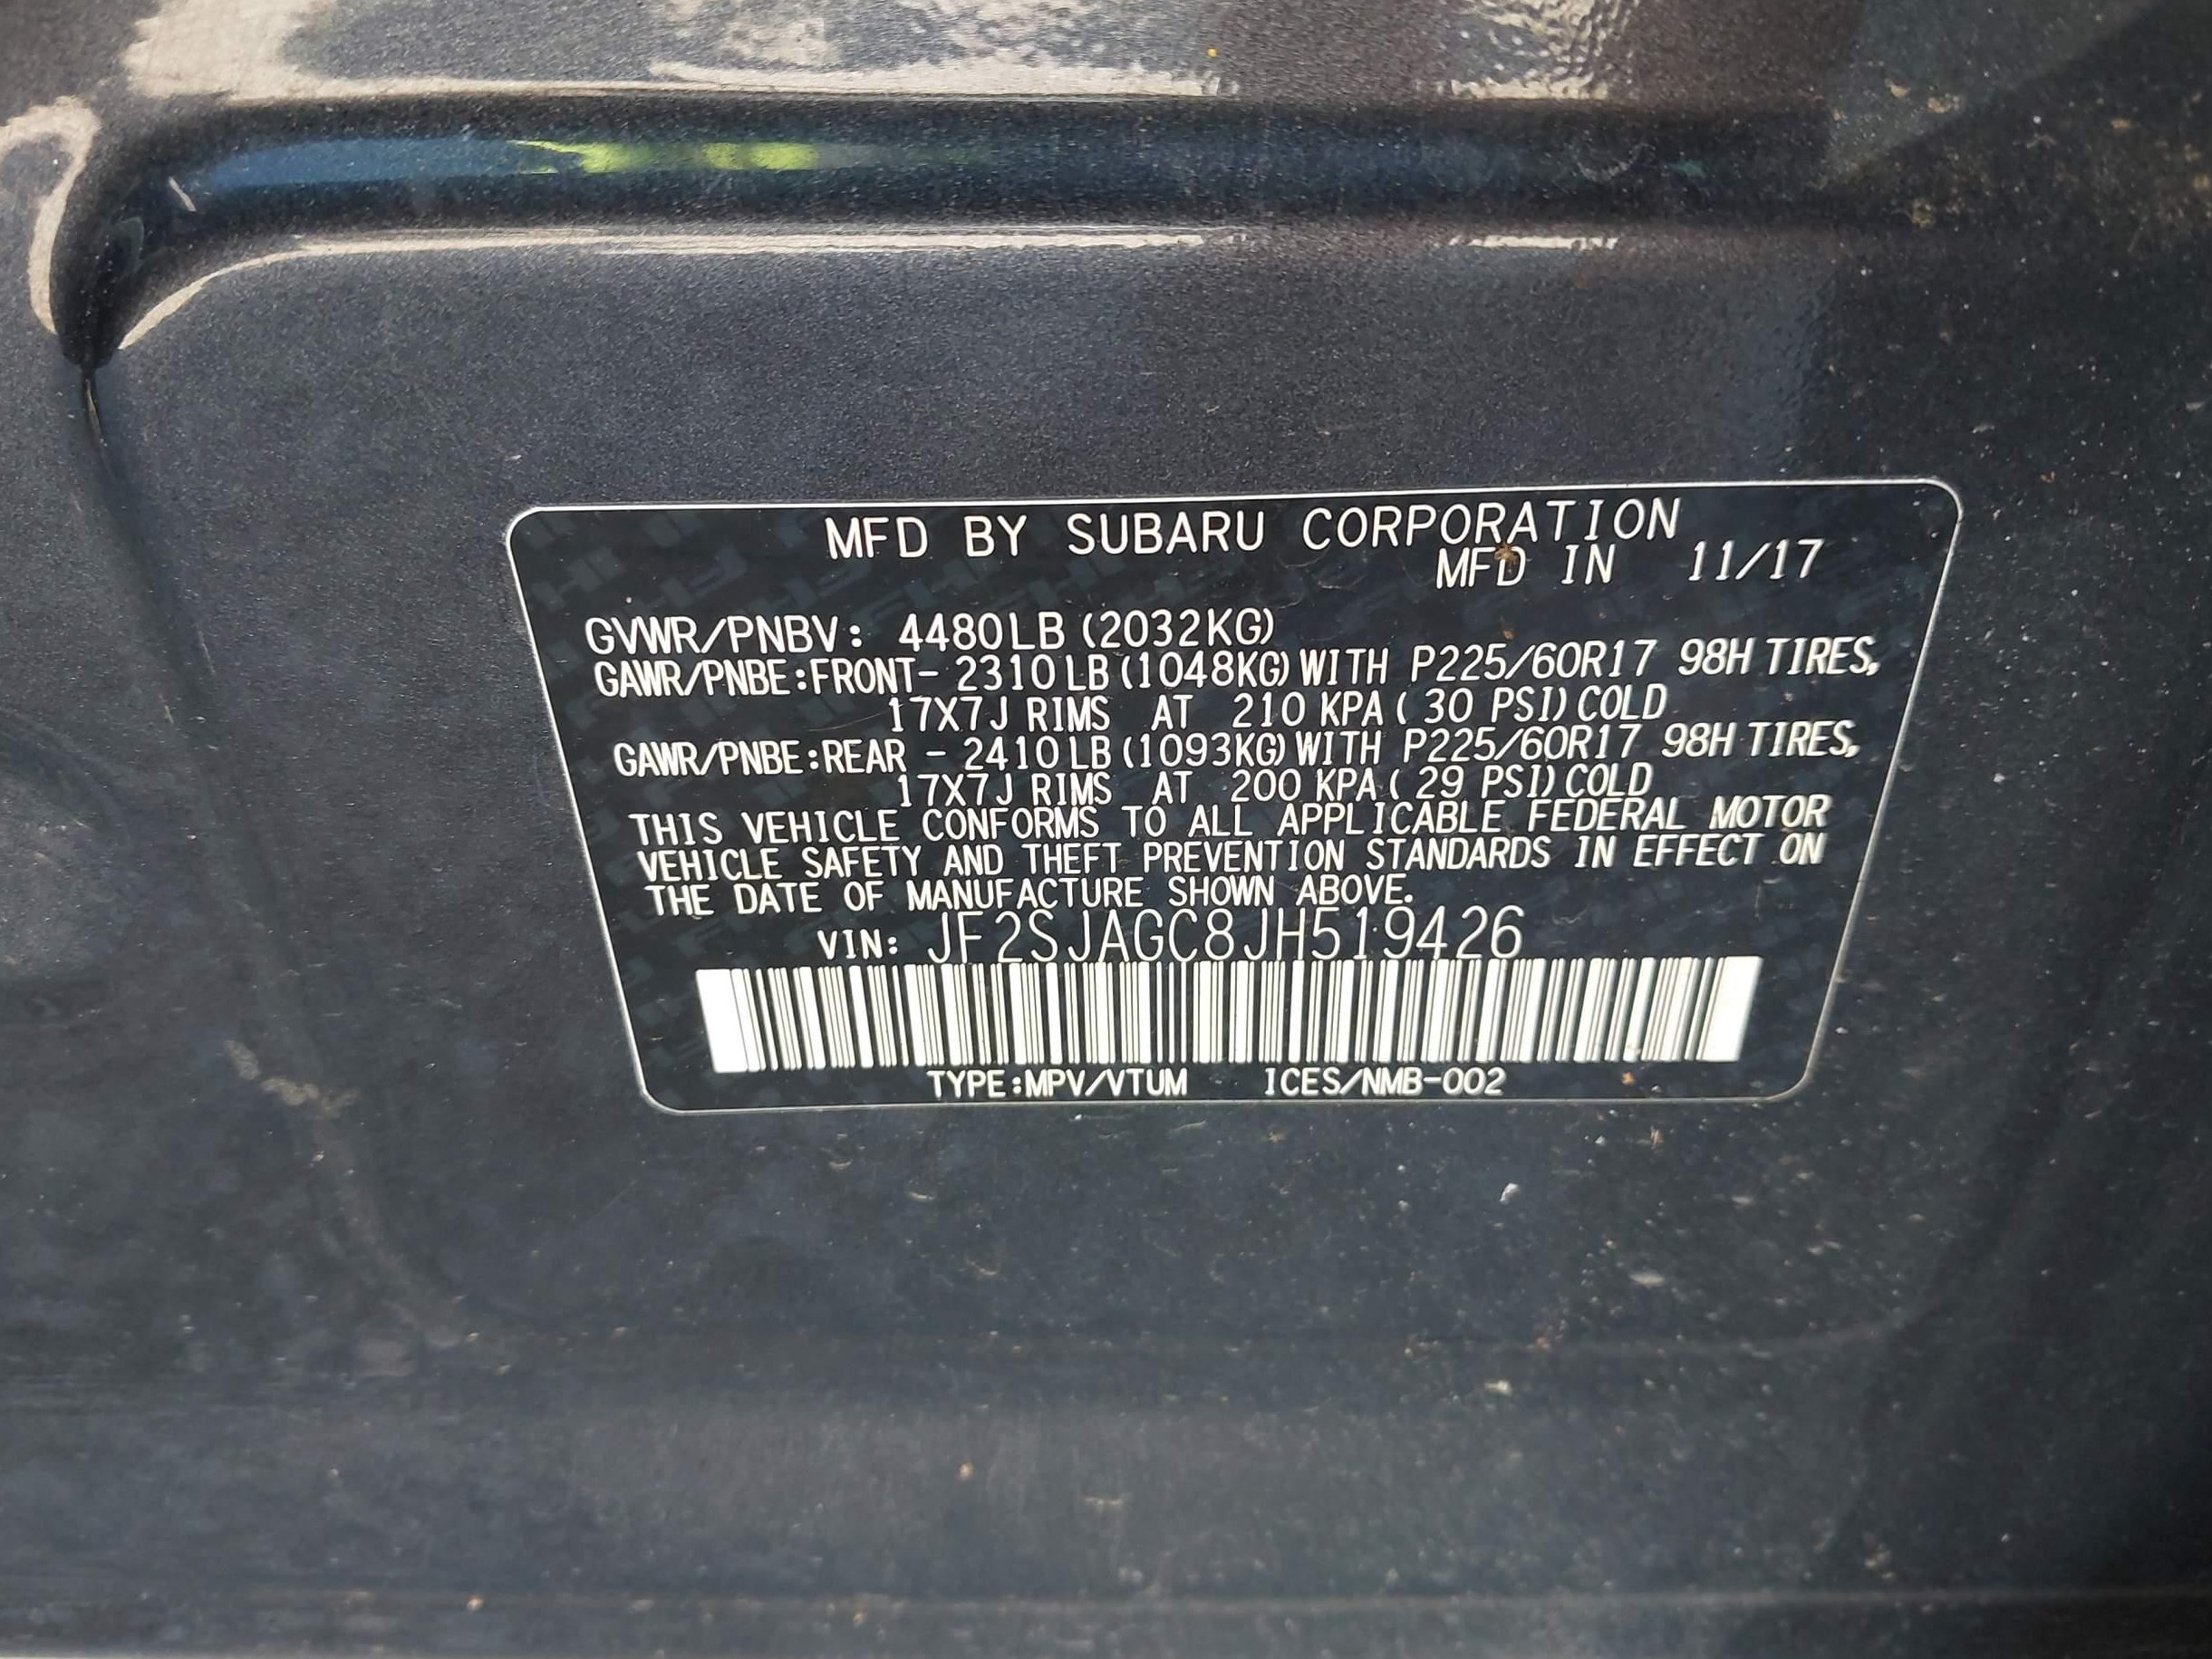 MFD BY SUBARU CORPORATION
MFD IN 11/17
GVWR/PNBV: 4480LB (2032KG)
GAWR/PNBE:FRONT- 2310LB (1048KG) WITH P225/60R17 98H TIRES,
17X7J RIMS AT 210 KPA ( 30 PSI) COLD
GAWR/PNBE:REAR - 2410LB (1093KG) WITH P225/60R17 98H TIRES,
17X7J RIMS AT 200 KPA ( 29 PSI) COLD
THIS VEHICLE CONFORMS TO ALL APPLICABLE FEDERAL MOTOR
VEHICLE SAFETY AND THEFT PREVENTION STANDARDS IN EFFECT ON
THE DATE OF MANUFACTURE SHOWN ABOVE.
VIN: JF2SJAGC8JH519426
TYPE:MPV/VTUM ICES/NMB-002